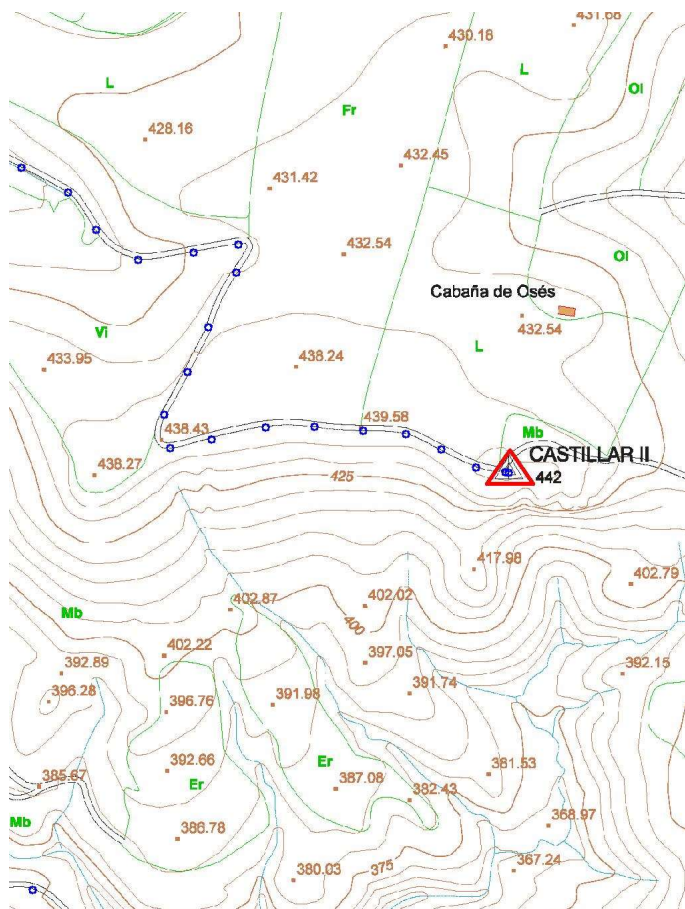 431.68
430.18
L
L
Ol
Fr
428.16
432.45
431.42
432.54
Ol
Cabaña de Osés
432.54
Vi
433.95
438.24
L
439.58
438.43
Mb
CASTILLAR II
442
438.27
425
417.98
402.79
402.87
402.02
Mb
400
402.22
397.05
392.89
392.15
396.28
391.98
391.74
396.76
392.66
381.53
Er
385.67
Er
387.08
382.43
Mb
368.97
386.78
375
367.24
380.03